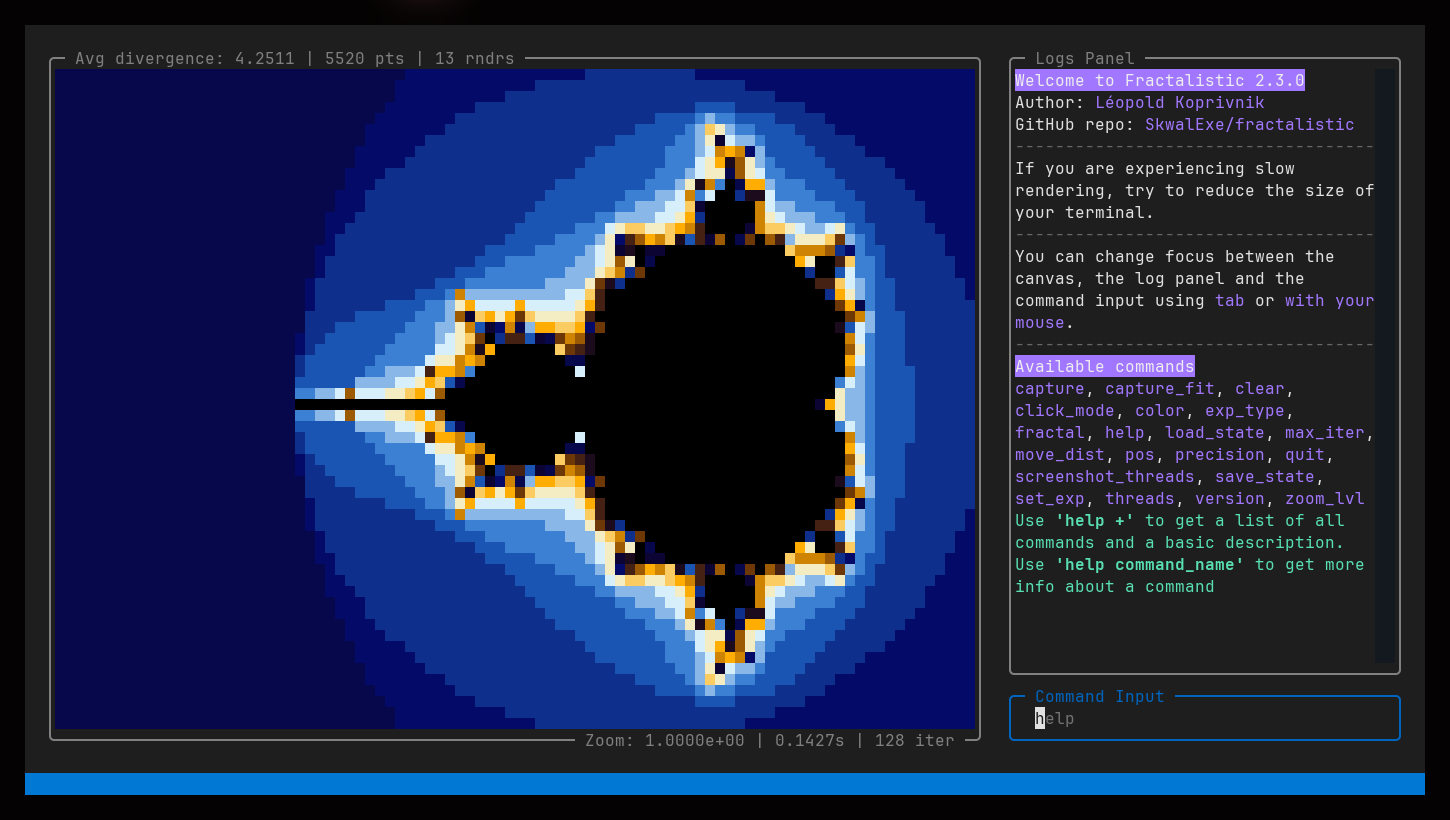 Avg divergence: 4.2511 | 5520 pts | 13 rndrs
Zoom: 1.0000e+00 | 0.1427s | 128 iter
Logs Panel
Welcome to Fractalistic 2.3.0
Author: Léopold Koprivnik
GitHub repo: SkwalExe/fractalistic
------------------------------------
If you are experiencing slow
rendering, try to reduce the size of
your terminal.
------------------------------------
You can change focus between the
canvas, the log panel and the
command input using tab or with your
mouse.
------------------------------------
Available commands
capture, capture_fit, clear,
click_mode, color, exp_type,
fractal, help, load_state, max_iter,
move_dist, pos, precision, quit,
screenshot_threads, save_state,
set_exp, threads, version, zoom_lvl
Use 'help +' to get a list of all
commands and a basic description.
Use 'help command_name' to get more
info about a command
Command Input
help